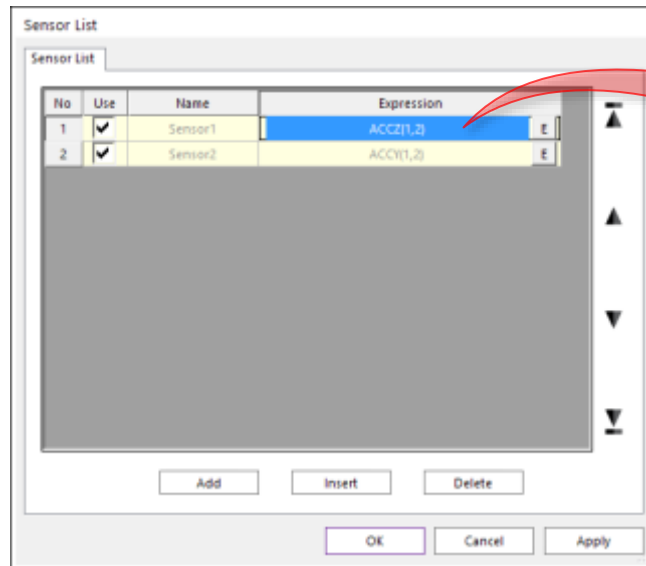 Sensor List
Sensor List
No Use Name Expression
1 Sensor1 ACCZ(1,2) E
2 Sensor2 ACCY(1,2) E
Add Insert Delete
OK Cancel Apply